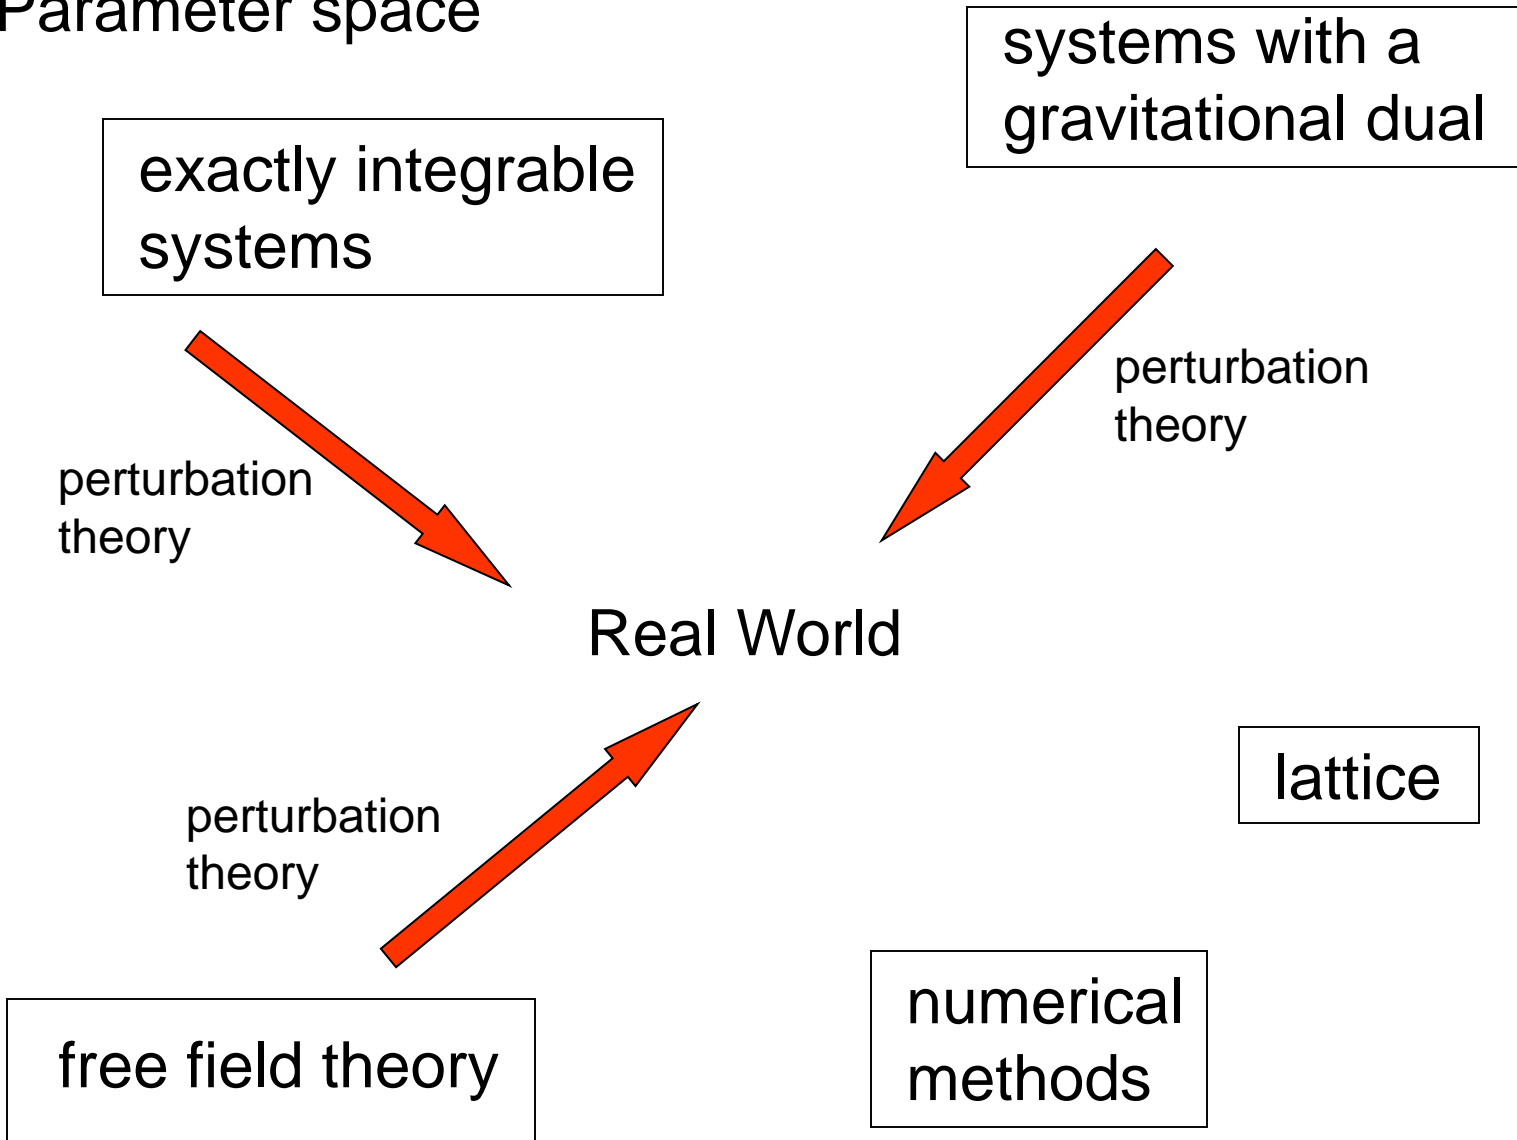 Parameter space
systems with a
gravitational dual
exactly integrable
systems
perturbation
theory
perturbation
theory
Real World
lattice
perturbation
theory
numerical
methods
free field theory